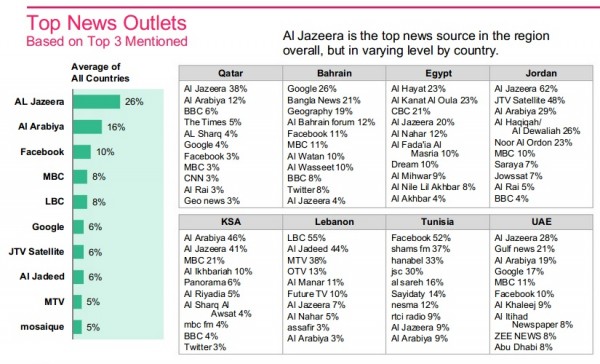 Top News Outlets
Based on Top 3 Mentioned
Al Jazeera is the top news source in the region
overall, but in varying level by country.
Average of
All Countries
AL Jazeera 26%
Al Arabiya 16%
Facebook 10%
MBC 8%
LBC 8%
Google 6%
JTV Satellite 6%
Al Jadeed 6%
MTV 5%
mosaique 5%
Qatar
Al Jazeera 38%
Al Arabiya 12%
BBC 6%
The Times 5%
AL Sharq 4%
Google 4%
Facebook 3%
MBC 3%
CNN 3%
Al Rai 3%
Geo news 3%
Bahrain
Google 26%
Bangla News 21%
Geography 19%
Al Bahrain forum 12%
Facebook 11%
MBC 11%
Al Watan 10%
Al Wasseet 10%
BBC 8%
Twitter 8%
Al Jazeera 4%
Egypt
Al Hayat 23%
Al Kanat Al Oula 23%
CBC 21%
Al Jazeera 20%
Al Nahar 12%
Al Fada'ia Al
Masria 10%
Dream 10%
Al Mihwar 9%
Al Nile Lil Akhbar 8%
Al Akhbar 4%
Jordan
Al Jazeera 62%
JTV Satellite 48%
Al Arabiya 29%
Al Haqiqah/
Al Dewaliah 26%
Noor Al Ordon 23%
MBC 10%
Saraya 7%
Jowssat 7%
Al Rai 5%
BBC 4%
KSA
Al Arabiya 46%
Al Jazeera 41%
MBC 21%
Al Ikhbariah 10%
Panorama 6%
Al Riyadia 5%
Al Sharq Al
Awsat 4%
mbc fm 4%
BBC 4%
Twitter 3%
Lebanon
LBC 55%
Al Jadeed 44%
MTV 38%
OTV 13%
Al Manar 11%
Future TV 10%
Al Jazeera 7%
Al Nahar 5%
assafir 3%
Al Arabiya 3%
Tunisia
Facebook 52%
shams fm 37%
hanabel 33%
jsc 30%
al sareh 16%
Sayidaty 14%
nesma 12%
rtci radio 9%
Al Jazeera 9%
Al Arabiya 9%
UAE
Al Jazeera 28%
Gulf news 21%
Al Arabiya 19%
Google 17%
MBC 11%
Facebook 10%
Al Khaleej 9%
Al Itihad
Newspaper 8%
ZEE NEWS 8%
Abu Dhabi 8%